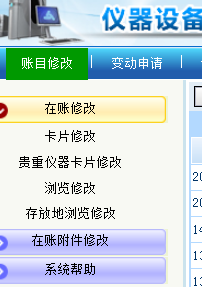 仪器设备
账目修改 变动申请
在账修改
卡片修改
贵重仪器卡片修改
浏览修改
存放地浏览修改
在账附件修改
系统帮助
20
20
14
13
13